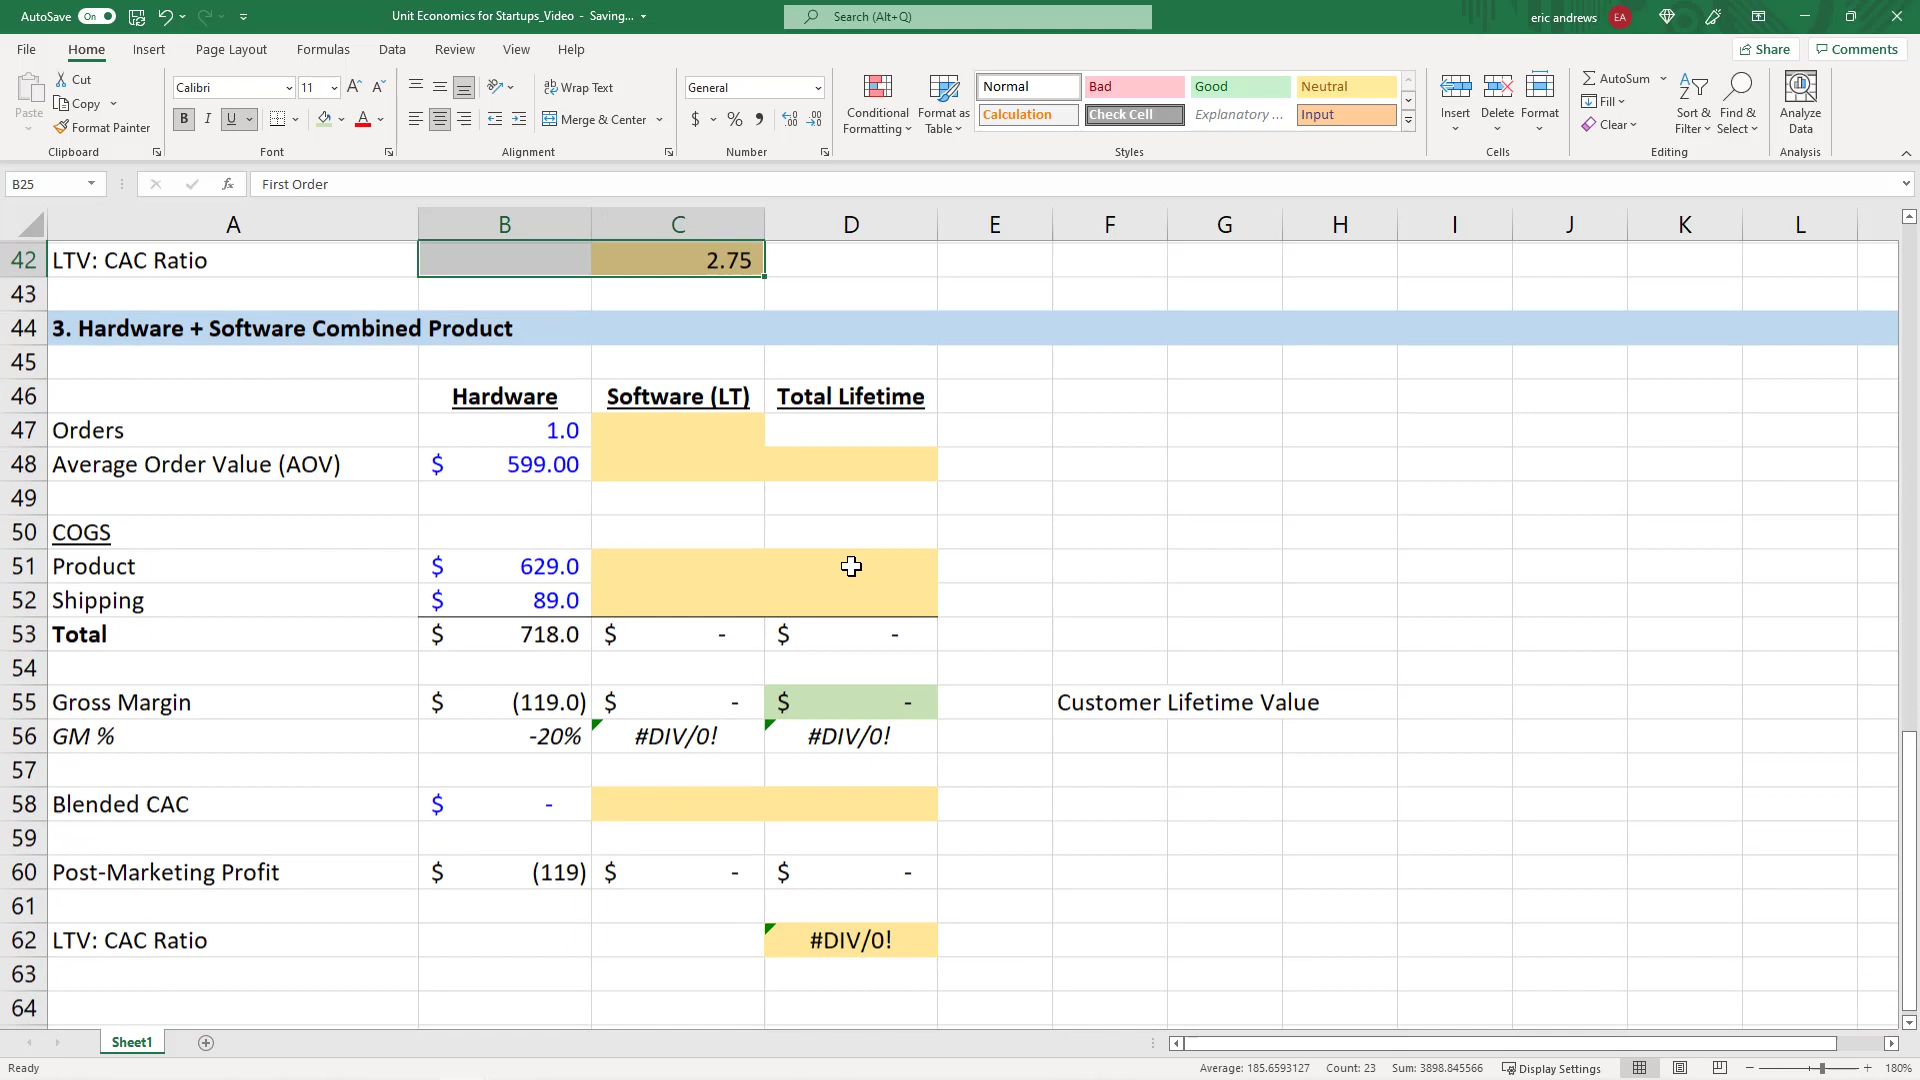 AutoSave On Unit Economics for Startups_Video - Saving... Search (Alt+Q) eric andrews EA
File Home Insert Page Layout Formulas Data Review View Help Share Comments
Paste Cut Copy Format Painter Clipboard
Calibri 11 B I U Font
Wrap Text Merge & Center Alignment
General $ % Number
Conditional Formatting Format as Table
Normal Bad Good Neutral
Calculation Check Cell Explanatory ... Input
Styles
Insert Delete Format Cells
AutoSum Fill Clear Sort & Filter Find & Select Editing
Analyze Data Analysis
B25 fx First Order
A B C D E F G H I J K L
42 LTV: CAC Ratio 2.75
43
44 3. Hardware + Software Combined Product
45
46 Hardware Software (LT) Total Lifetime
47 Orders 1.0
48 Average Order Value (AOV) $ 599.00
49
50 COGS
51 Product $ 629.0
52 Shipping $ 89.0
53 Total $ 718.0 $ - $ -
54
55 Gross Margin $ (119.0) $ - $ - Customer Lifetime Value
56 GM % -20% #DIV/0! #DIV/0!
57
58 Blended CAC $ -
59
60 Post-Marketing Profit $ (119) $ - $ -
61
62 LTV: CAC Ratio #DIV/0!
63
64
Sheet1
Ready Average: 185.6593127 Count: 23 Sum: 3898.845566 Display Settings 180%